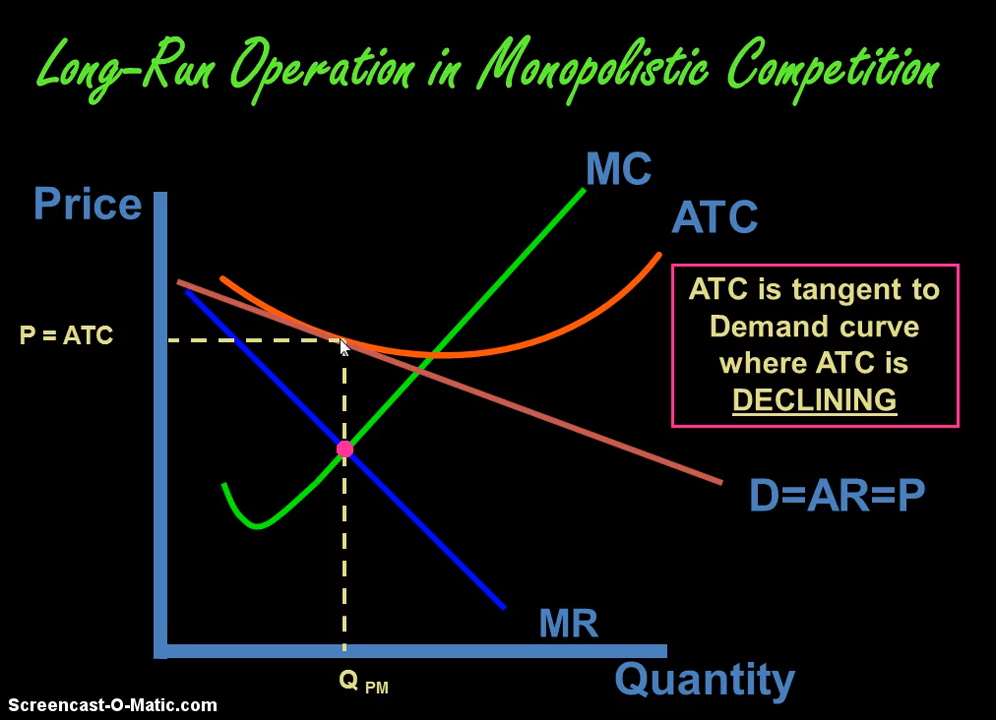 Long-Run Operation in Monopolistic Competition
MC
Price
ATC
ATC is tangent to
Demand curve
where ATC is
DECLINING
P = ATC
D=AR=P
MR
Q PM
Quantity
Screencast-O-Matic.com